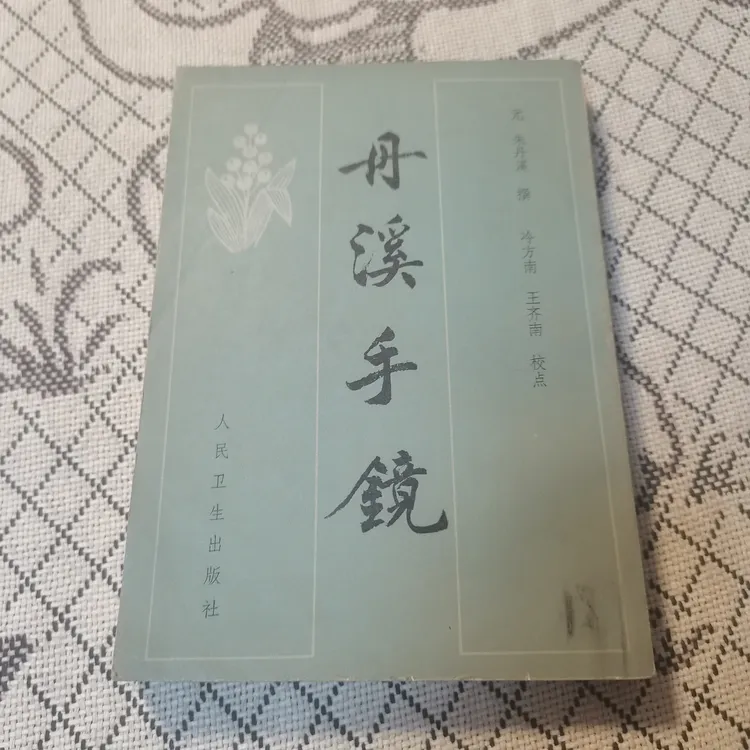 元 朱丹溪 撰
冷方南 王齐南 校点
丹溪手鏡
人民卫生出版社